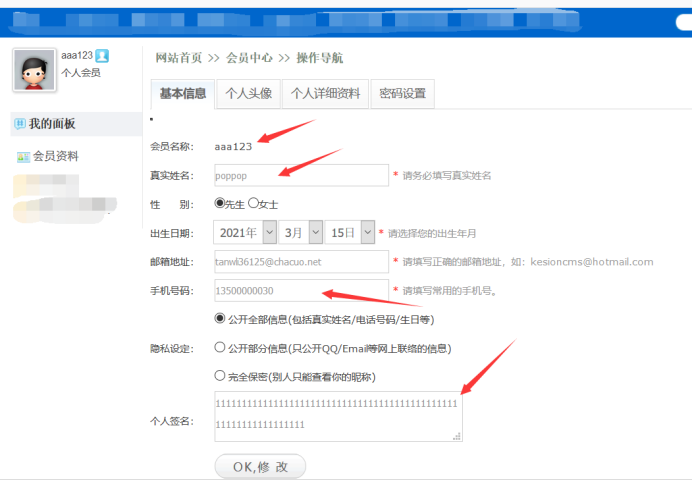 aaa123
个人会员
我的面板
会员资料
网站首页 >> 会员中心 >> 操作导航
基本信息 个人头像 个人详细资料 密码设置
会员名称： aaa123
真实姓名： poppop * 请务必填写真实姓名
性 别： 先生 女士
出生日期： 2021年 3月 15日 * 请选择您的出生年月
邮箱地址： tanwi36125@chacuo.net * 请填写正确的邮箱地址，如：kesioncms@hotmail.com
手机号码： 13500000030 * 请填写常用的手机号。
公开全部信息(包括真实姓名/电话号码/生日等)
隐私设定： 公开部分信息(只公开QQ/Email等网上联络的信息)
完全保密(别人只能查看你的昵称)
个人签名：
OK,修 改